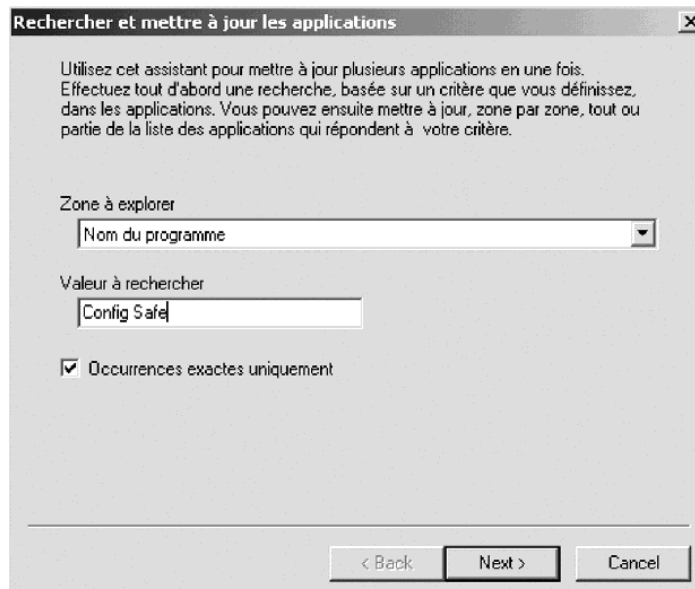 Rechercher et mettre à jour les applications
Utilisez cet assistant pour mettre à jour plusieurs applications en une fois.
Effectuez tout d'abord une recherche, basée sur un critère que vous définissez,
dans les applications. Vous pouvez ensuite mettre à jour, zone par zone, tout ou
partie de la liste des applications qui répondent à votre critère.
Zone à explorer
Nom du programme
Valeur à rechercher
Config Safe
Occurrences exactes uniquement
< Back Next > Cancel